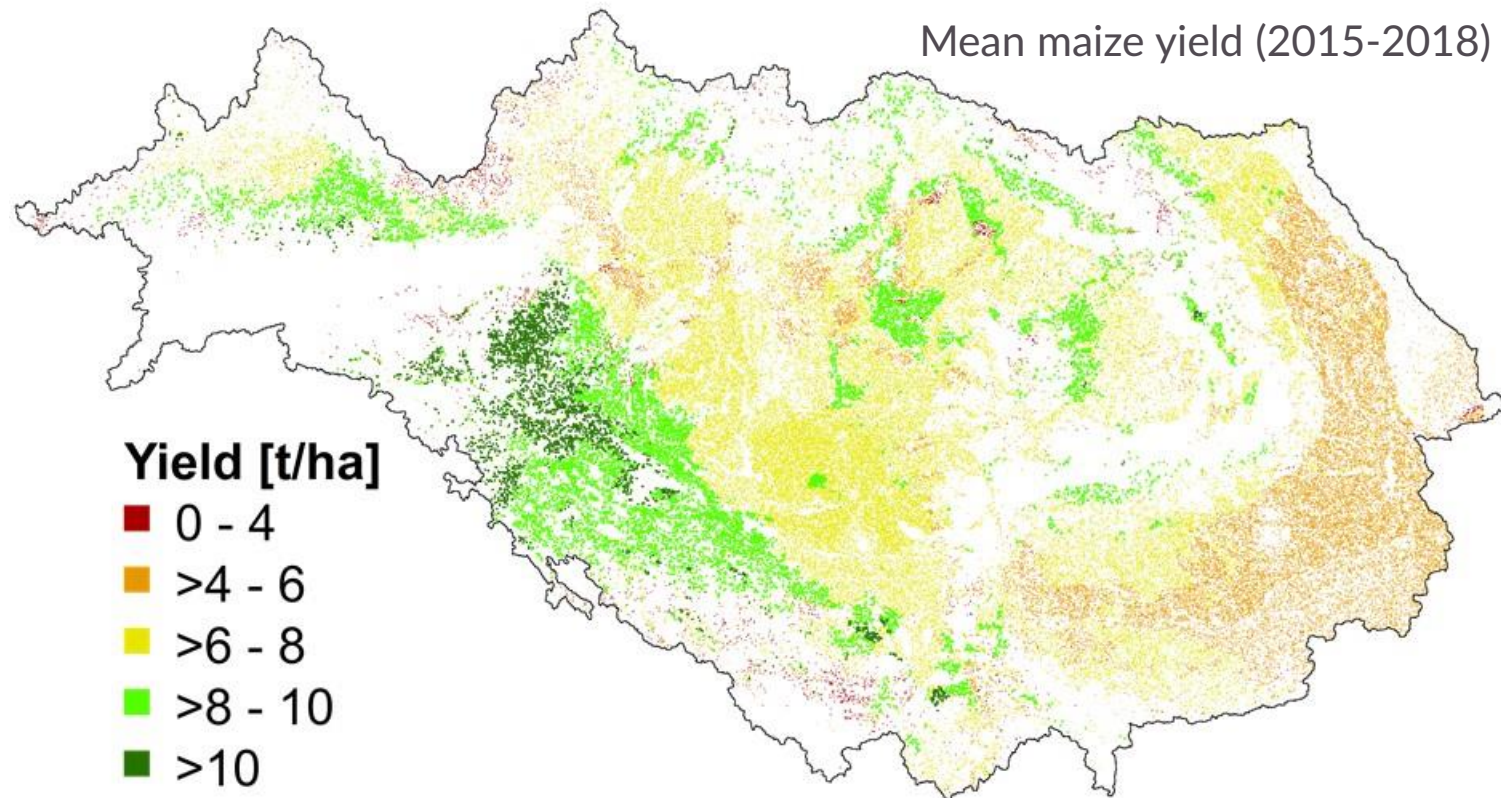 Mean maize yield (2015-2018)
Yield [t/ha]
0 - 4
>4 - 6
>6 - 8
>8 - 10
>10